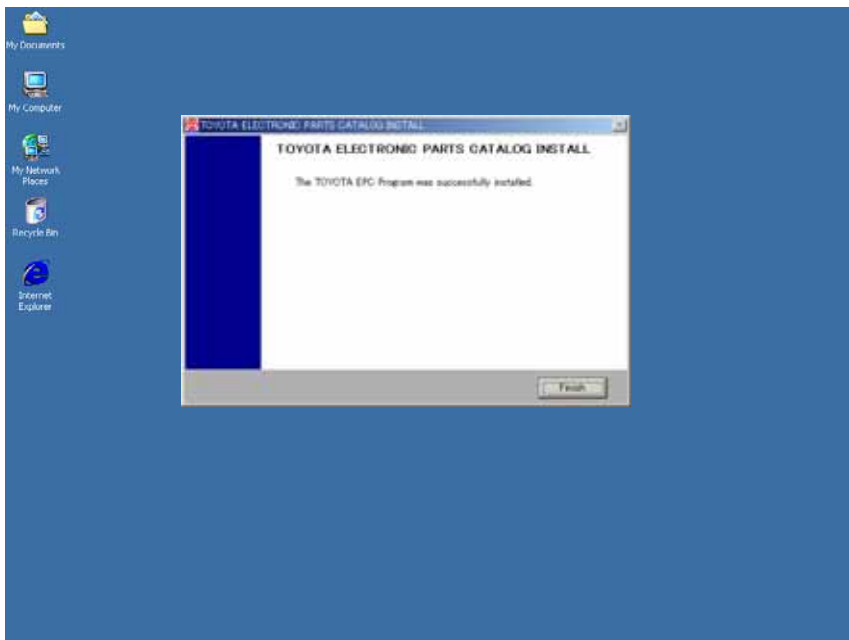 My Documents
My Computer
My Network
Places
Recycle Bin
Internet
Explorer
TOYOTA ELECTRONIC PARTS CATALOG INSTALL
TOYOTA ELECTRONIC PARTS CATALOG INSTALL
The TOYOTA EPC Program was successfully installed.
Finish